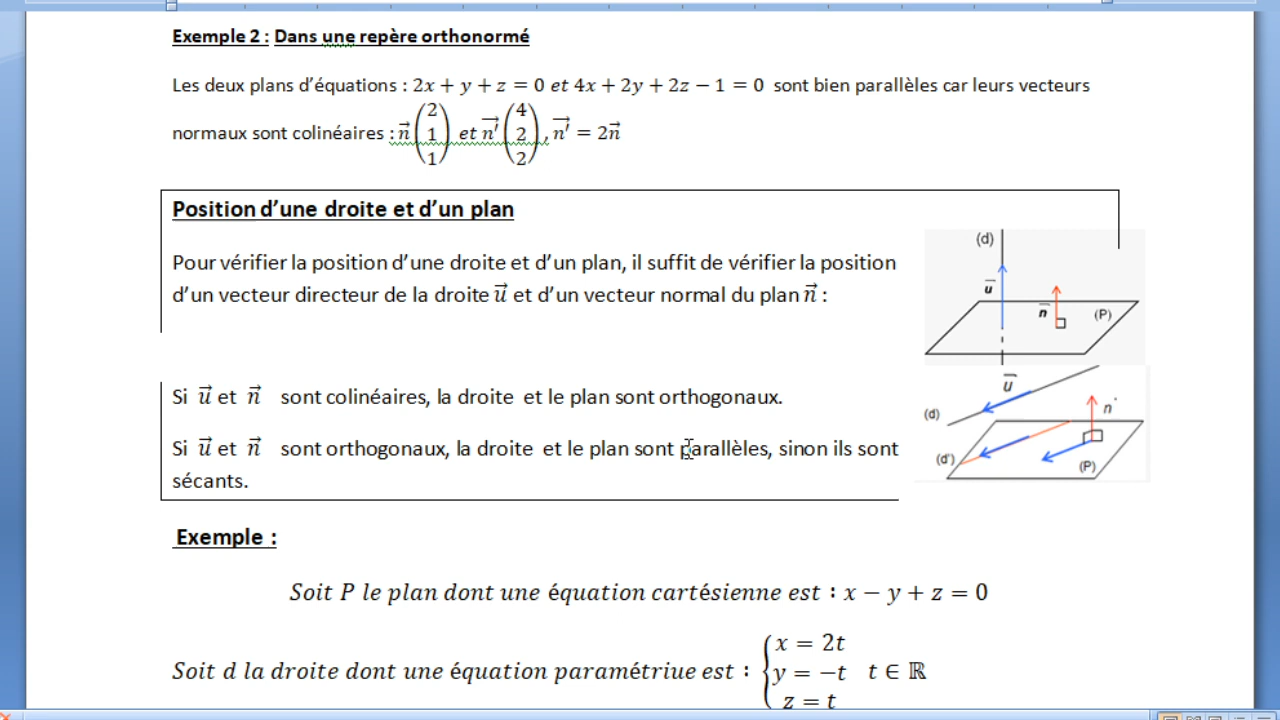 Exemple 2 : Dans une repère orthonormé
Les deux plans d'équations : 2x + y + z = 0 et 4x + 2y + 2z − 1 = 0 sont bien parallèles car leurs vecteurs
normaux sont colinéaires : n⃗ (2 1 1) et n'⃗ (4 2 2) , n'⃗ = 2n⃗
Position d'une droite et d'un plan
Pour vérifier la position d'une droite et d'un plan, il suffit de vérifier la position
d'un vecteur directeur de la droite u⃗ et d'un vecteur normal du plan n⃗ :
(d)
u
n
(P)
Si u⃗ et n⃗ sont colinéaires, la droite et le plan sont orthogonaux.
Si u⃗ et n⃗ sont orthogonaux, la droite et le plan sont parallèles, sinon ils sont
sécants.
u
(d)
n
(d')
(P)
Exemple :
Soit P le plan dont une équation cartésienne est : x − y + z = 0
Soit d la droite dont une équation paramétriue est : { x = 2t
y = −t t ∈ ℝ
z = t